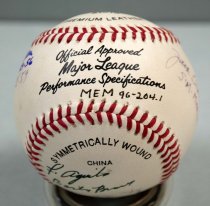 PREMIUM LEATHER
Official Approved
Major League
Performance Specifications
MEM 96-204.1
SYMMETRICALLY WOUND
CHINA